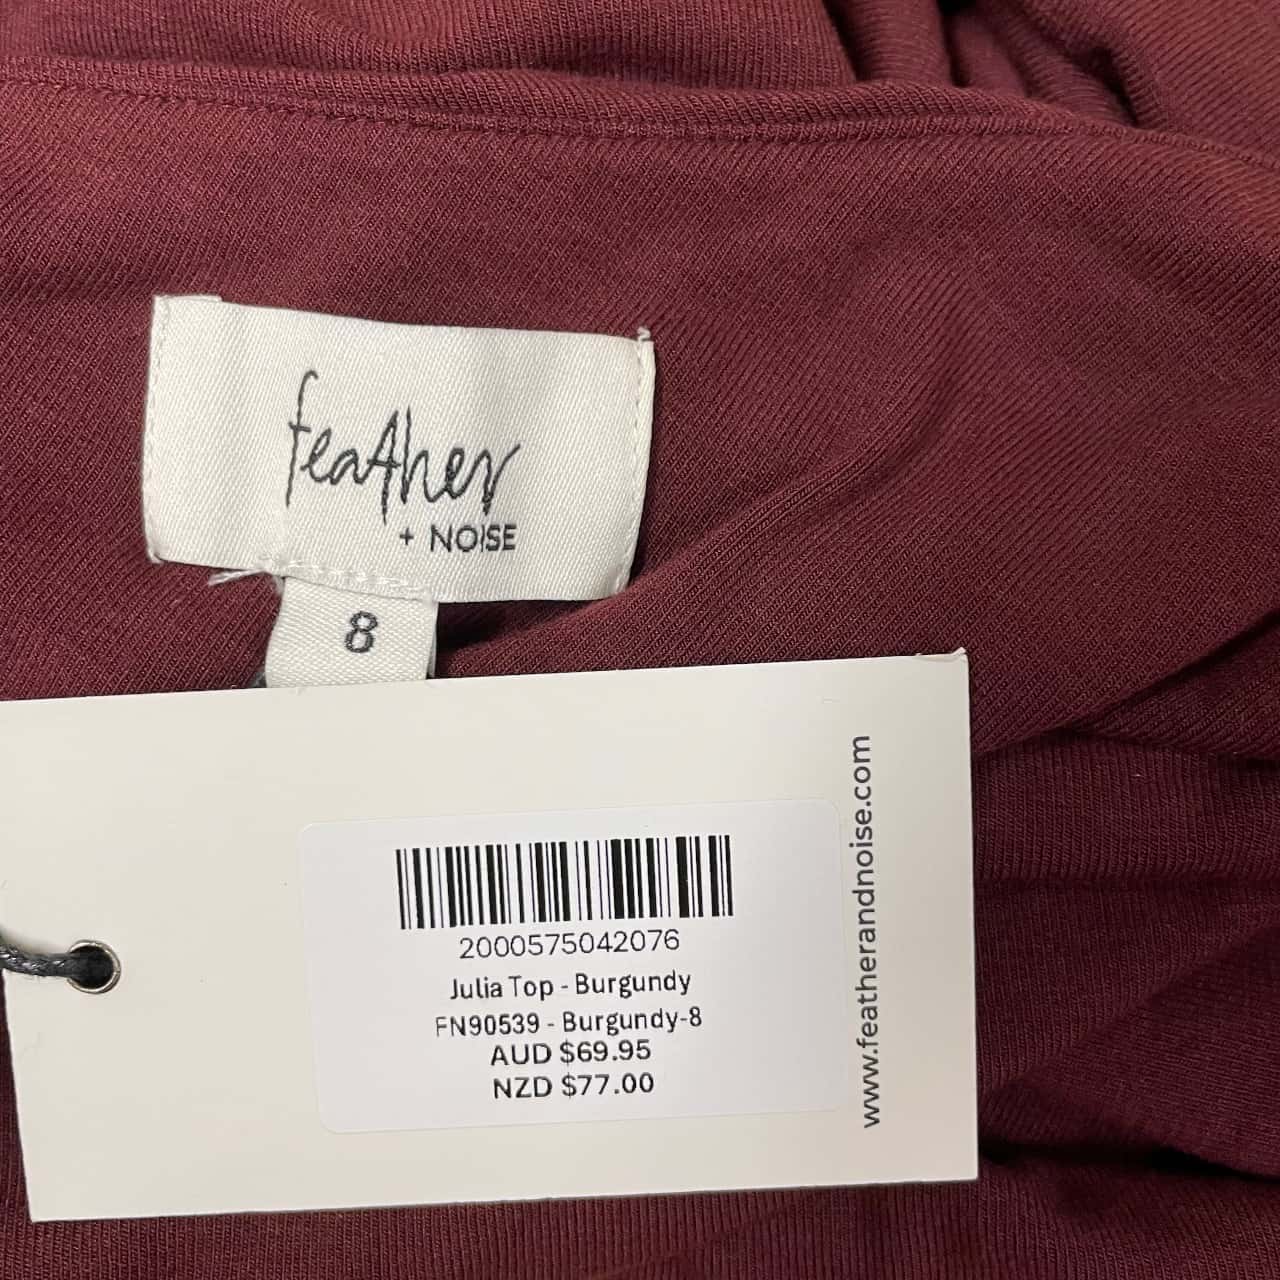 feather
+ NOISE
8
2000575042076
Julia Top - Burgundy
FN90539 - Burgundy-8
AUD $69.95
NZD $77.00
www.featherandnoise.com